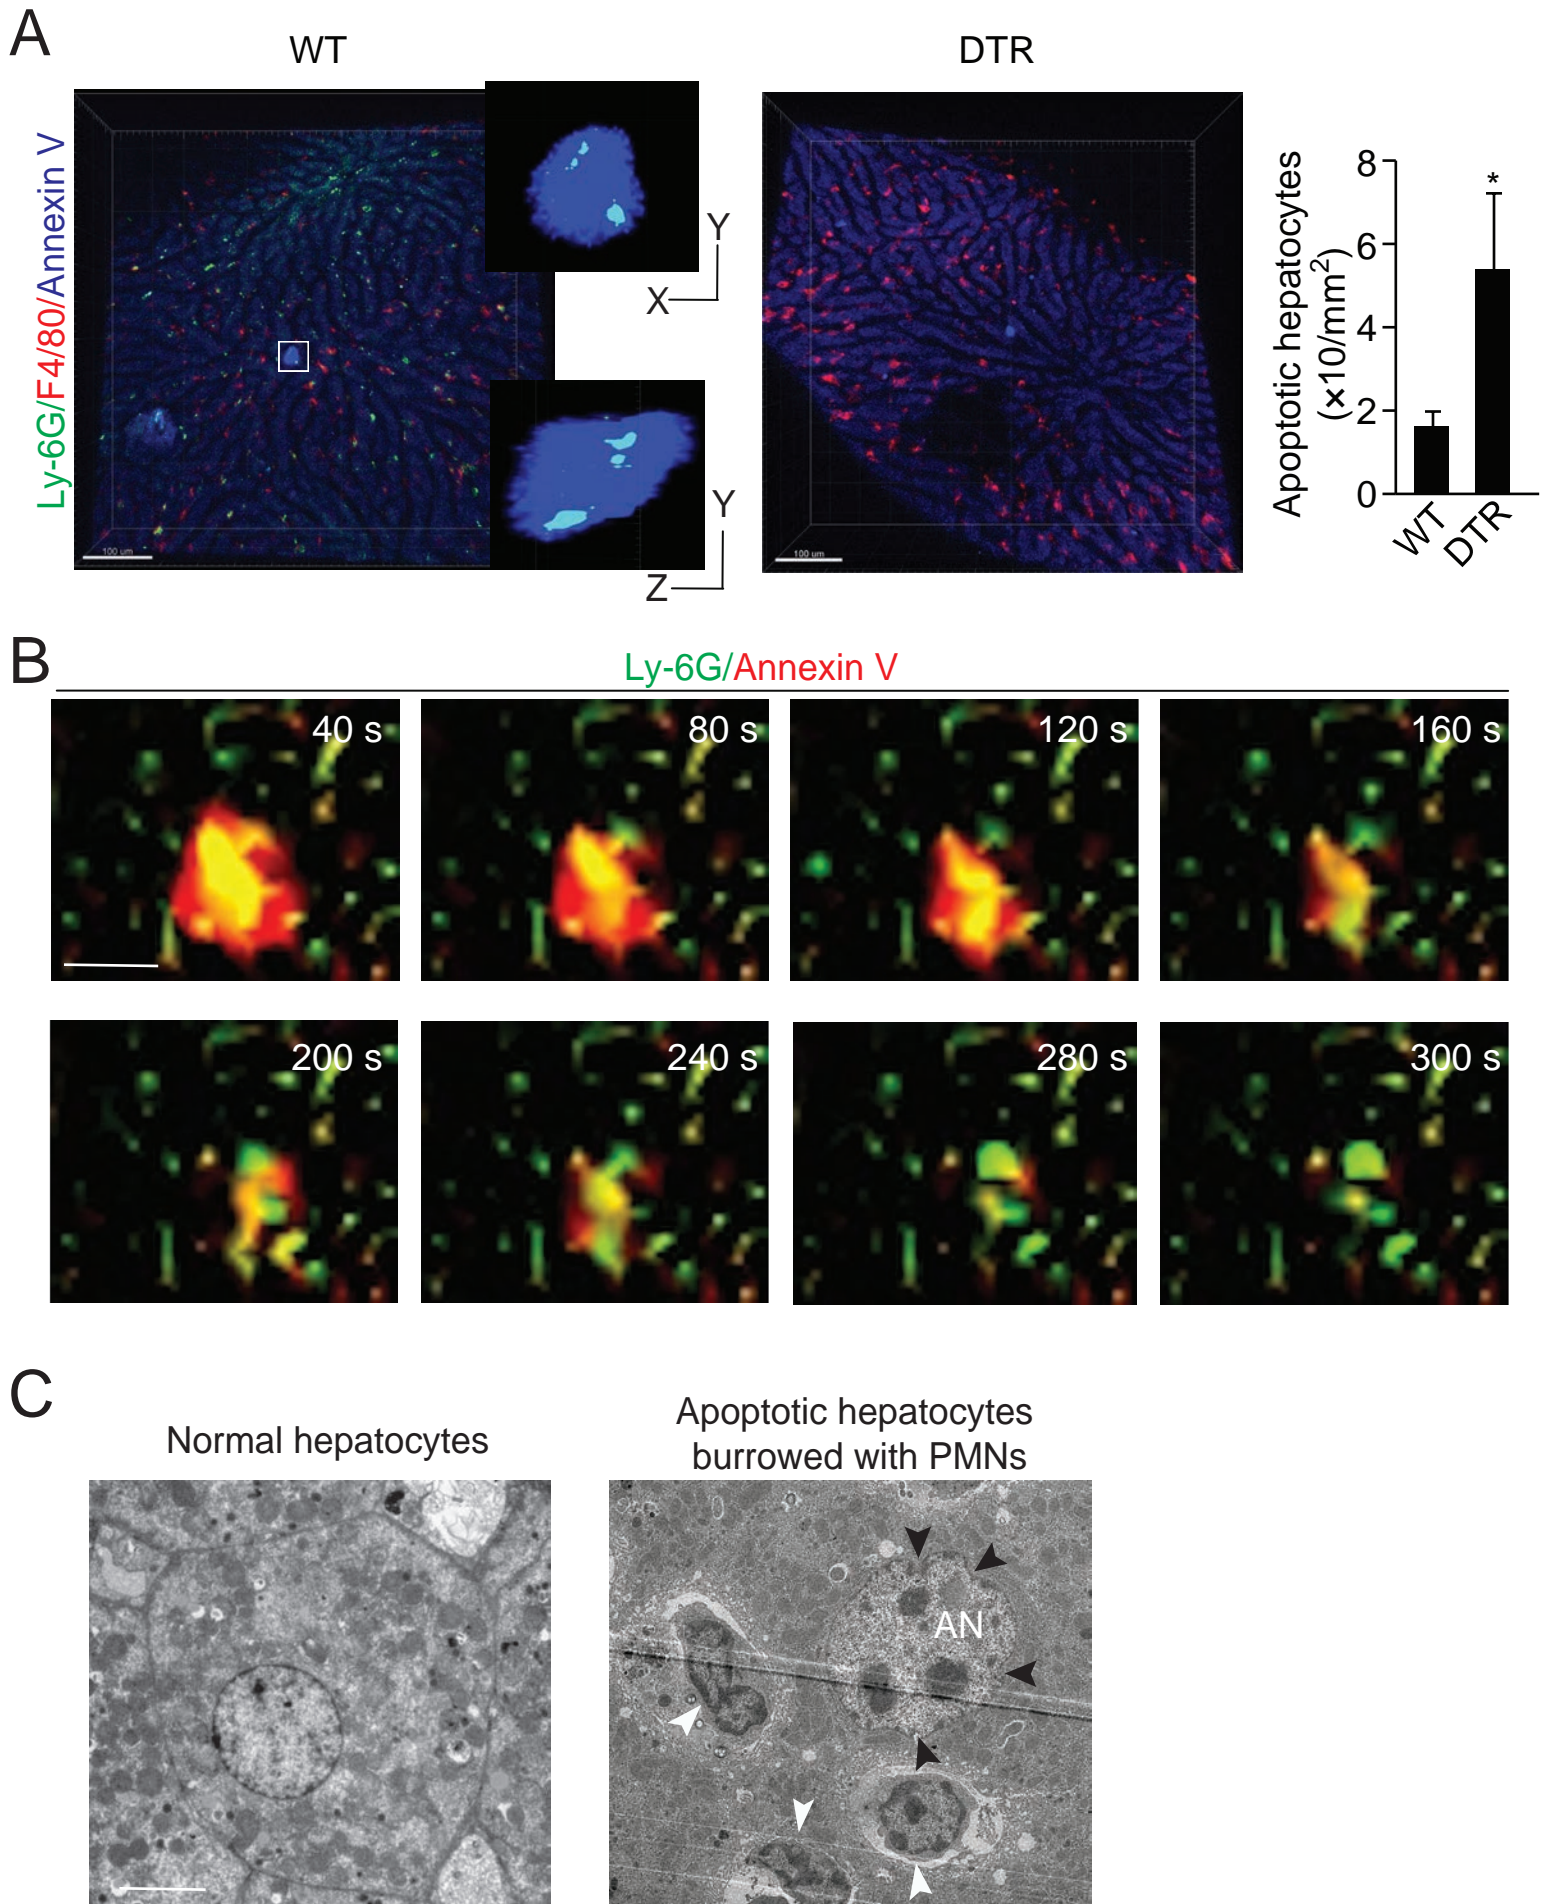 A
WT
DTR
Ly-6G/F4/80/Annexin V
Y
X
Y
Z
100 um
100 um
Apoptotic hepatocytes
(×10/mm²)
8
6
4
2
0
*
WT
DTR
B
Ly-6G/Annexin V
40 s
80 s
120 s
160 s
200 s
240 s
280 s
300 s
C
Normal hepatocytes
Apoptotic hepatocytes
burrowed with PMNs
AN